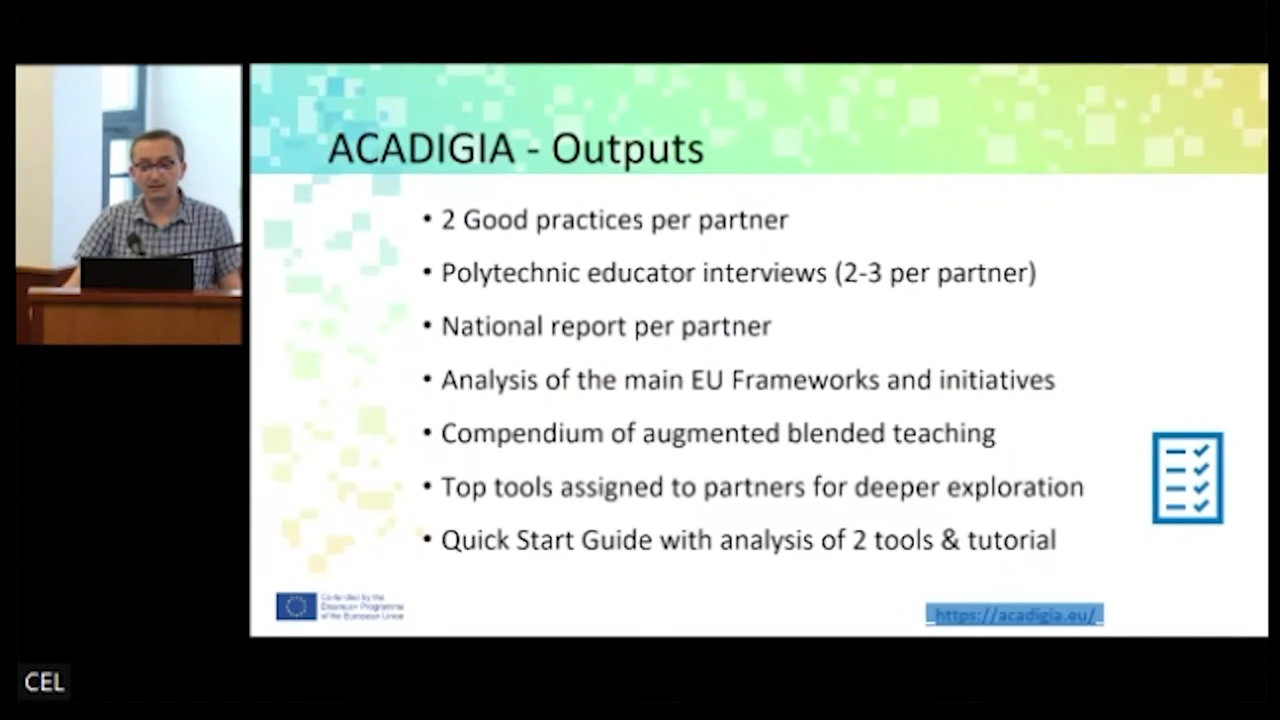 ACADIGIA - Outputs
• 2 Good practices per partner
• Polytechnic educator interviews (2-3 per partner)
• National report per partner
• Analysis of the main EU Frameworks and initiatives
• Compendium of augmented blended teaching
• Top tools assigned to partners for deeper exploration
• Quick Start Guide with analysis of 2 tools & tutorial
Co-funded by the
Erasmus+ Programme
of the European Union
https://acadigia.eu/
CEL